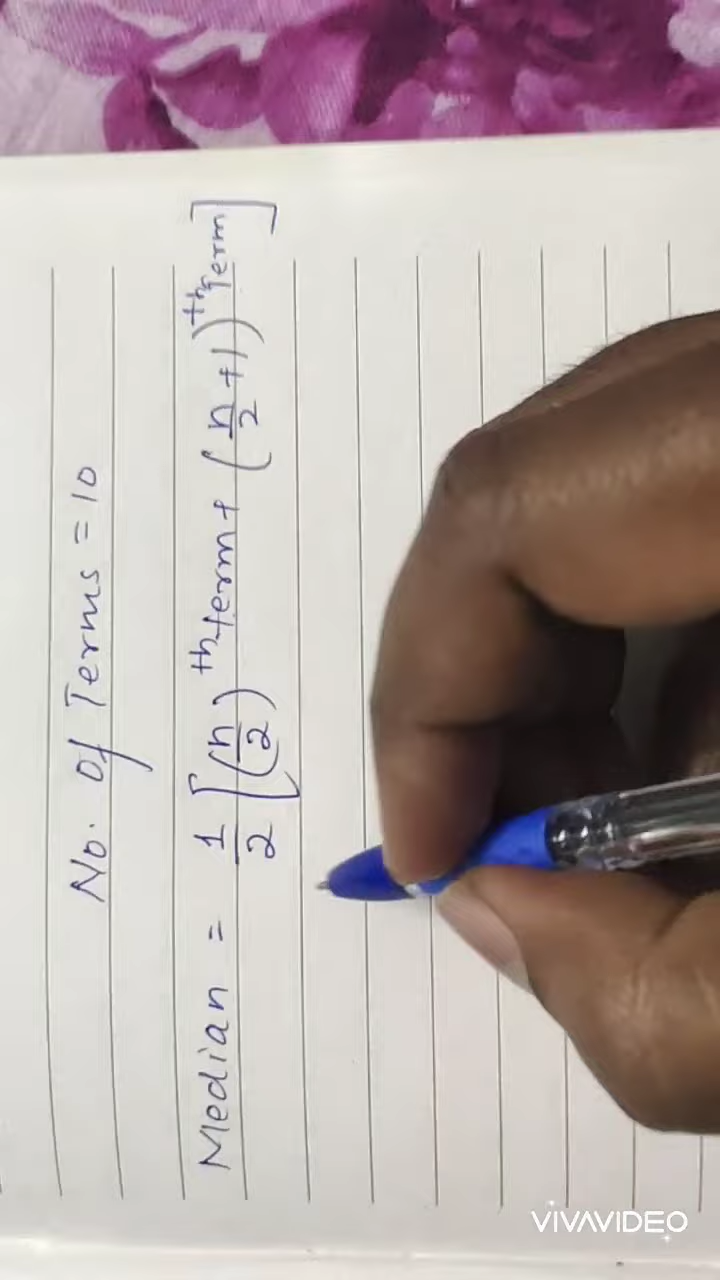 No. Of Terms = 10
Median = 1/2 [(n/2)th term + (n/2 + 1)th Term]
VIVAVIDEO